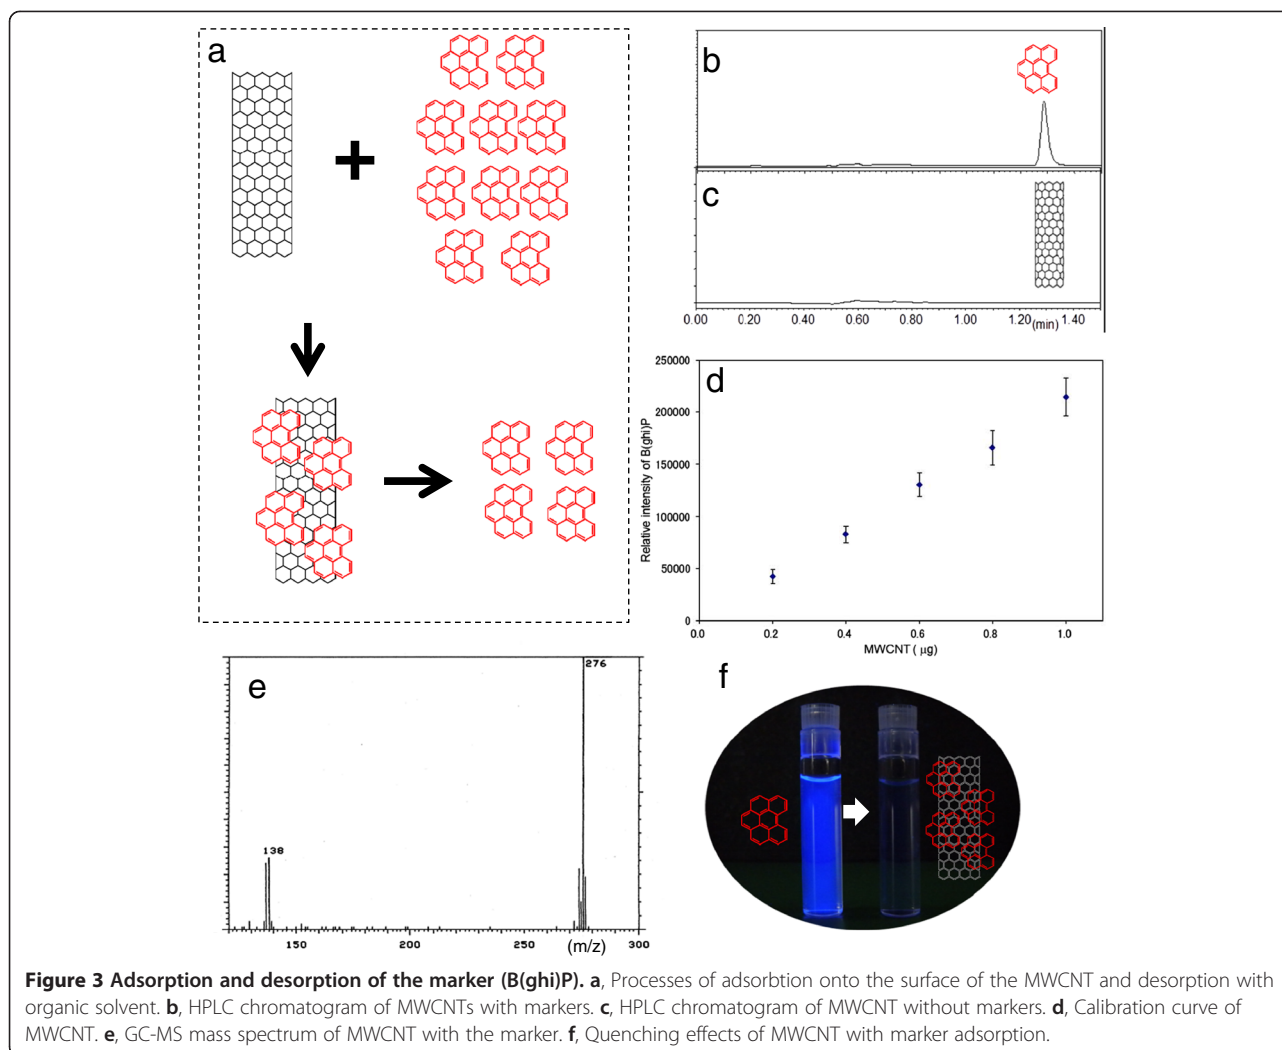 a
b
c
0.00 0.20 0.40 0.60 0.80 1.00 1.20 (min) 1.40
d
250000
200000
150000
100000
50000
0
Relative intensity of B(ghi)P
0.0 0.2 0.4 0.6 0.8 1.0
MWCNT ( μg)
e
276
138
150 200 250 300
(m/z)
f
Figure 3 Adsorption and desorption of the marker (B(ghi)P). a, Processes of adsorbtion onto the surface of the MWCNT and desorption with
organic solvent. b, HPLC chromatogram of MWCNTs with markers. c, HPLC chromatogram of MWCNT without markers. d, Calibration curve of
MWCNT. e, GC-MS mass spectrum of MWCNT with the marker. f, Quenching effects of MWCNT with marker adsorption.